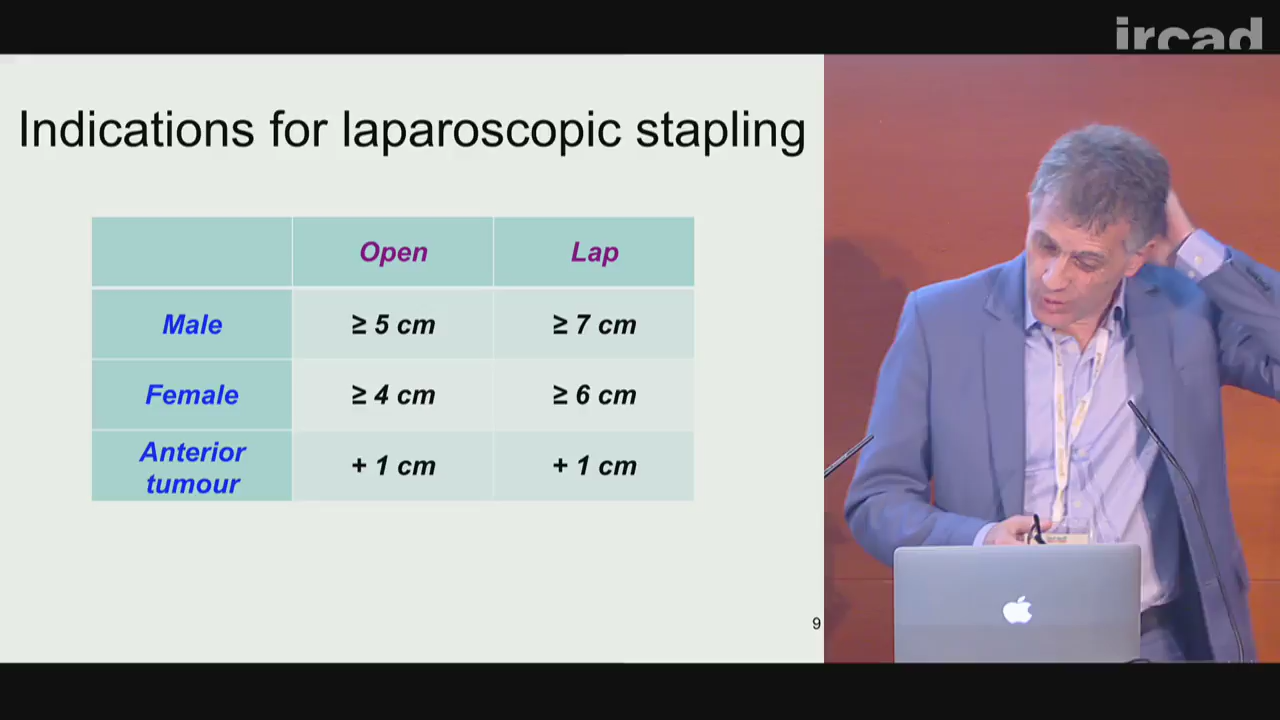 ircad
Indications for laparoscopic stapling
Open Lap
Male ≥ 5 cm ≥ 7 cm
Female ≥ 4 cm ≥ 6 cm
Anterior
tumour + 1 cm + 1 cm
9